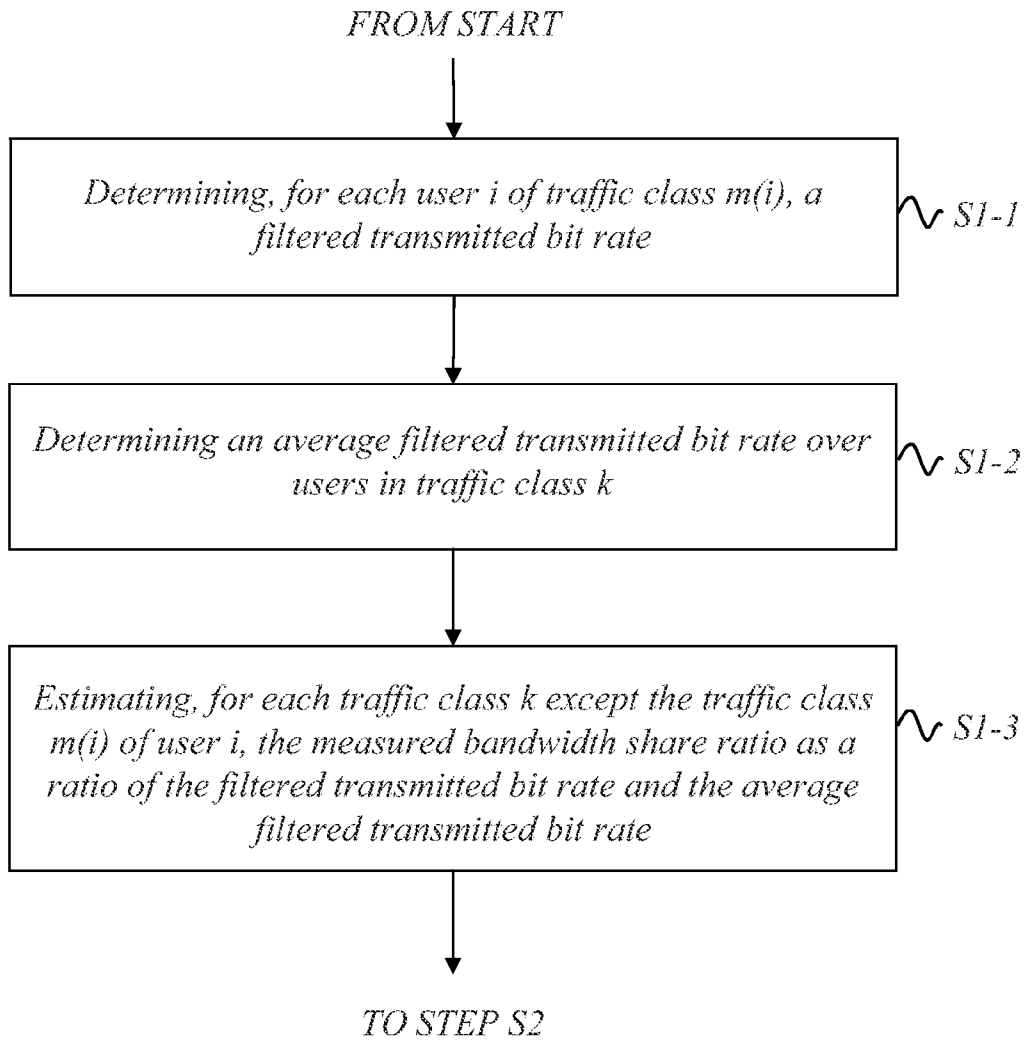 FROM START
Determining, for each user i of traffic class m(i), a
filtered transmitted bit rate
S1-1
Determining an average filtered transmitted bit rate over
users in traffic class k
S1-2
Estimating, for each traffic class k except the traffic class
m(i) of user i, the measured bandwidth share ratio as a
ratio of the filtered transmitted bit rate and the average
filtered transmitted bit rate
S1-3
TO STEP S2